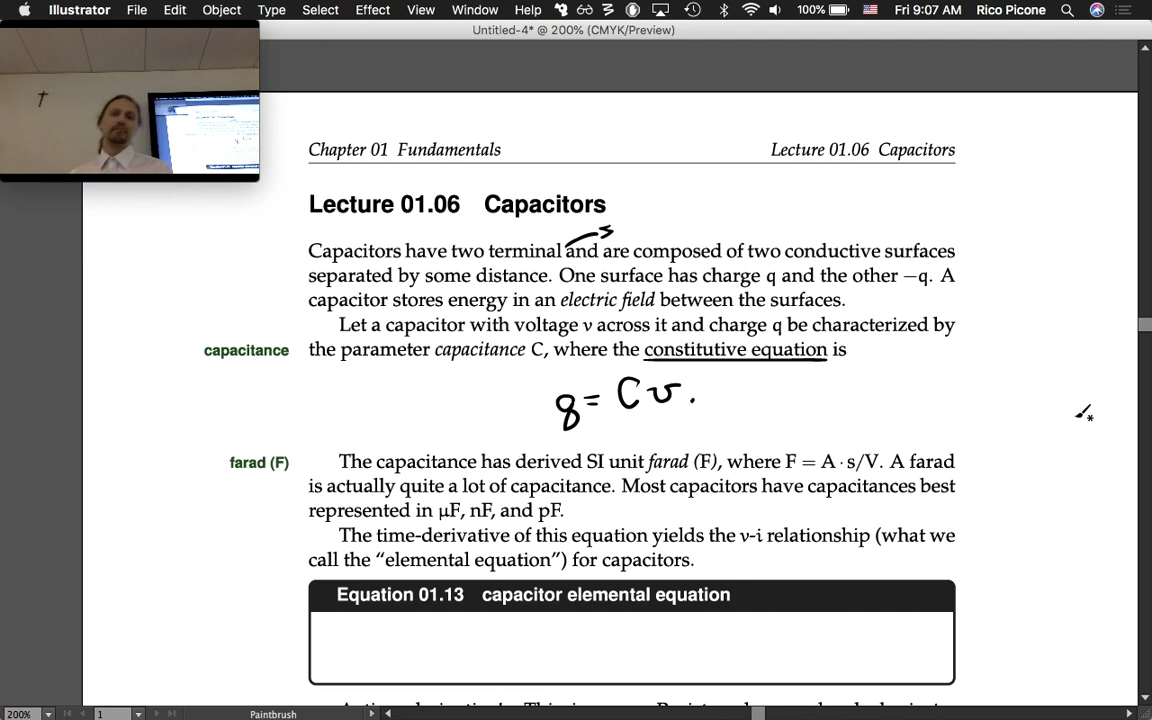 Illustrator File Edit Object Type Select Effect View Window Help 100% Fri 9:07 AM Rico Picone
Untitled-4* @ 200% (CMYK/Preview)
Chapter 01 Fundamentals Lecture 01.06 Capacitors
Lecture 01.06 Capacitors
s
Capacitors have two terminal and are composed of two conductive surfaces
separated by some distance. One surface has charge q and the other −q. A
capacitor stores energy in an electric field between the surfaces.
Let a capacitor with voltage v across it and charge q be characterized by
capacitance the parameter capacitance C, where the constitutive equation is
q = Cv.
farad (F) The capacitance has derived SI unit farad (F), where F = A · s/V. A farad
is actually quite a lot of capacitance. Most capacitors have capacitances best
represented in μF, nF, and pF.
The time-derivative of this equation yields the v-i relationship (what we
call the “elemental equation”) for capacitors.
Equation 01.13 capacitor elemental equation
200% 1 Paintbrush